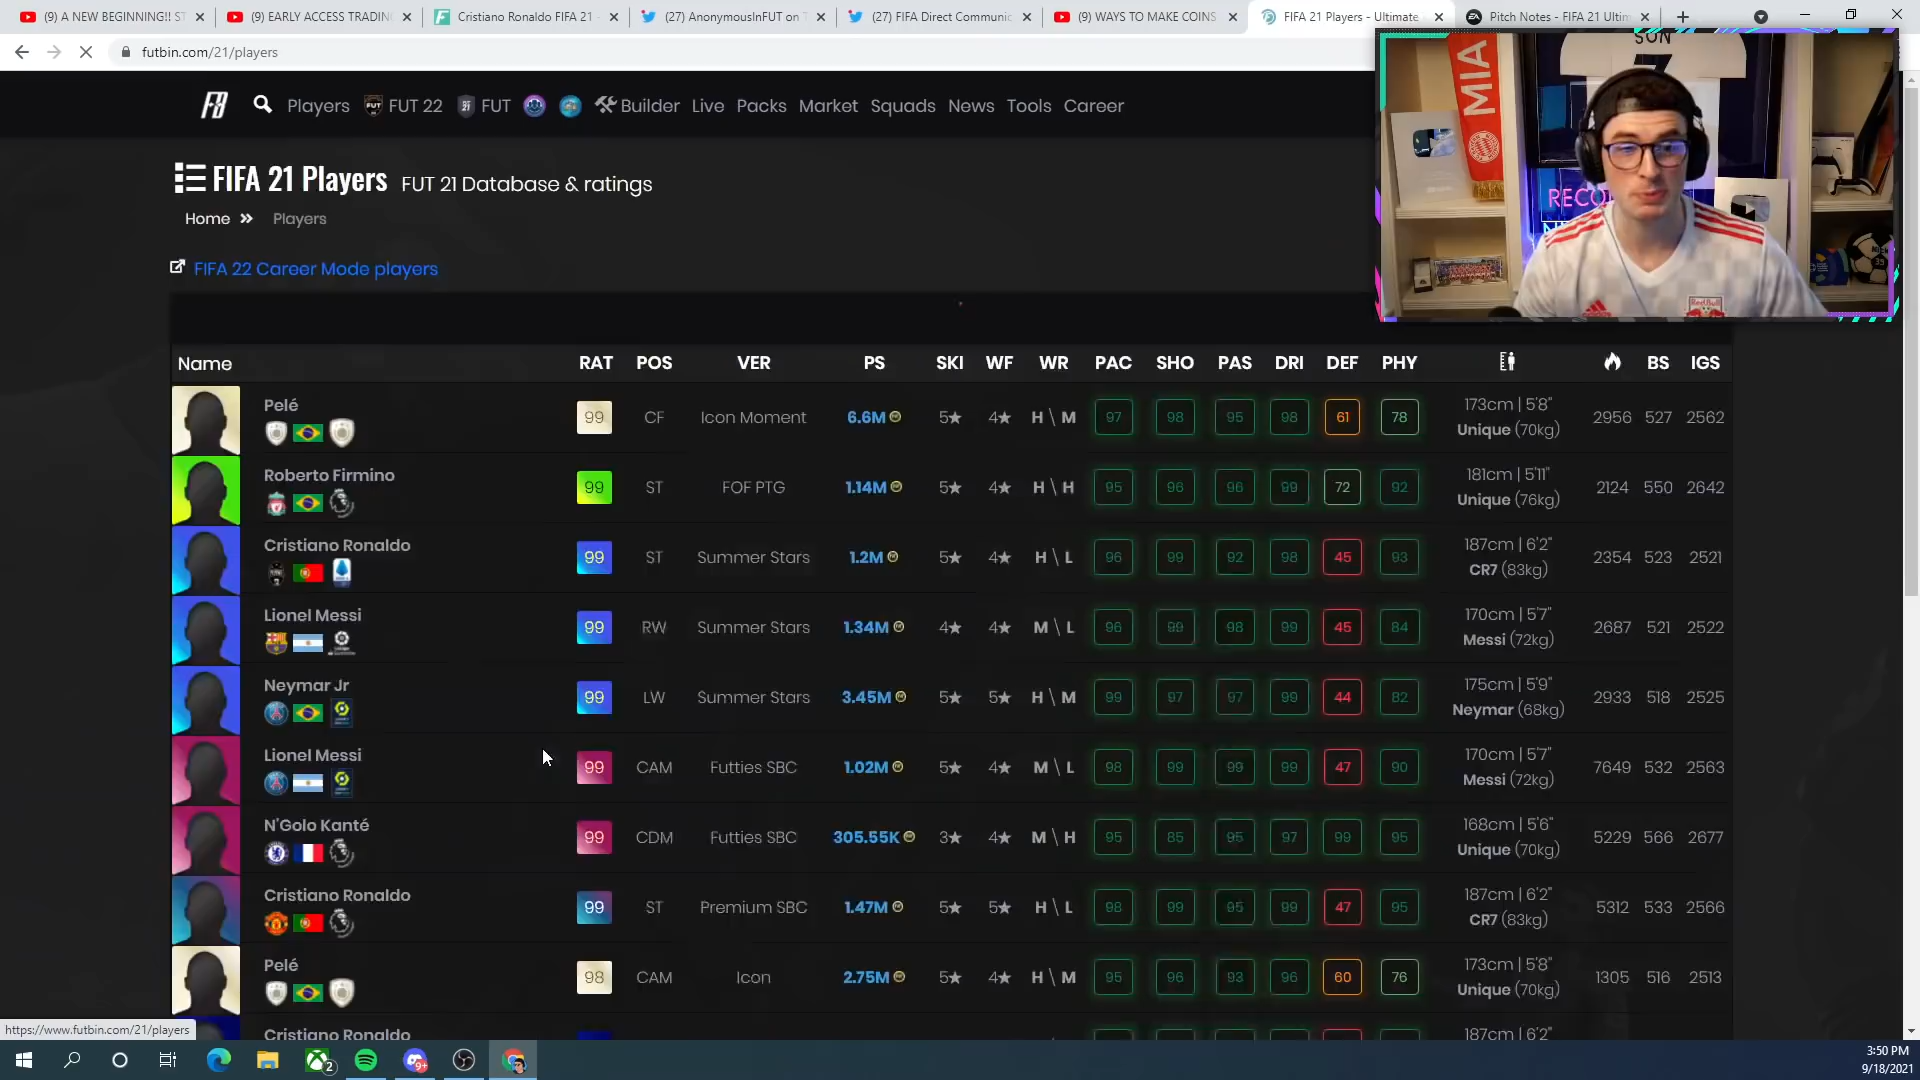 (9) A NEW BEGINNING!! ST
(9) EARLY ACCESS TRADIN
Cristiano Ronaldo FIFA 21 -
(27) AnonymousInFUT on T
(27) FIFA Direct Communic
(9) WAYS TO MAKE COINS
FIFA 21 Players - Ultimate
Pitch Notes - FIFA 21 Ultim
futbin.com/21/players
Players FUT 22 FUT Builder Live Packs Market Squads News Tools Career
FIFA 21 Players FUT 21 Database & ratings
Home » Players
FIFA 22 Career Mode players
SON
MIA
RECO
Name RAT POS VER PS SKI WF WR PAC SHO PAS DRI DEF PHY BS IGS
Pelé
99 CF Icon Moment 6.6M 5★ 4★ H \ M 97 98 95 98 61 78 173cm | 5'8" Unique (70kg) 2956 527 2562
Roberto Firmino
99 ST FOF PTG 1.14M 5★ 4★ H \ H 95 96 96 99 72 92 181cm | 5'11" Unique (76kg) 2124 550 2642
Cristiano Ronaldo
99 ST Summer Stars 1.2M 5★ 4★ H \ L 96 99 92 98 45 93 187cm | 6'2" CR7 (83kg) 2354 523 2521
Lionel Messi
99 RW Summer Stars 1.34M 4★ 4★ M \ L 96 99 98 99 45 84 170cm | 5'7" Messi (72kg) 2687 521 2522
Neymar Jr
99 LW Summer Stars 3.45M 5★ 5★ H \ M 99 97 97 99 44 82 175cm | 5'9" Neymar (68kg) 2933 518 2525
Lionel Messi
99 CAM Futties SBC 1.02M 5★ 4★ M \ L 98 99 99 99 47 90 170cm | 5'7" Messi (72kg) 7649 532 2563
N'Golo Kanté
99 CDM Futties SBC 305.55K 3★ 4★ M \ H 95 85 95 97 99 95 168cm | 5'6" Unique (70kg) 5229 566 2677
Cristiano Ronaldo
99 ST Premium SBC 1.47M 5★ 5★ H \ L 98 99 95 99 47 95 187cm | 6'2" CR7 (83kg) 5312 533 2566
Pelé
98 CAM Icon 2.75M 5★ 4★ H \ M 95 96 93 96 60 76 173cm | 5'8" Unique (70kg) 1305 516 2513
Cristiano Ronaldo
187cm | 6'2"
https://www.futbin.com/21/players
2
9+
3:50 PM
9/18/2021